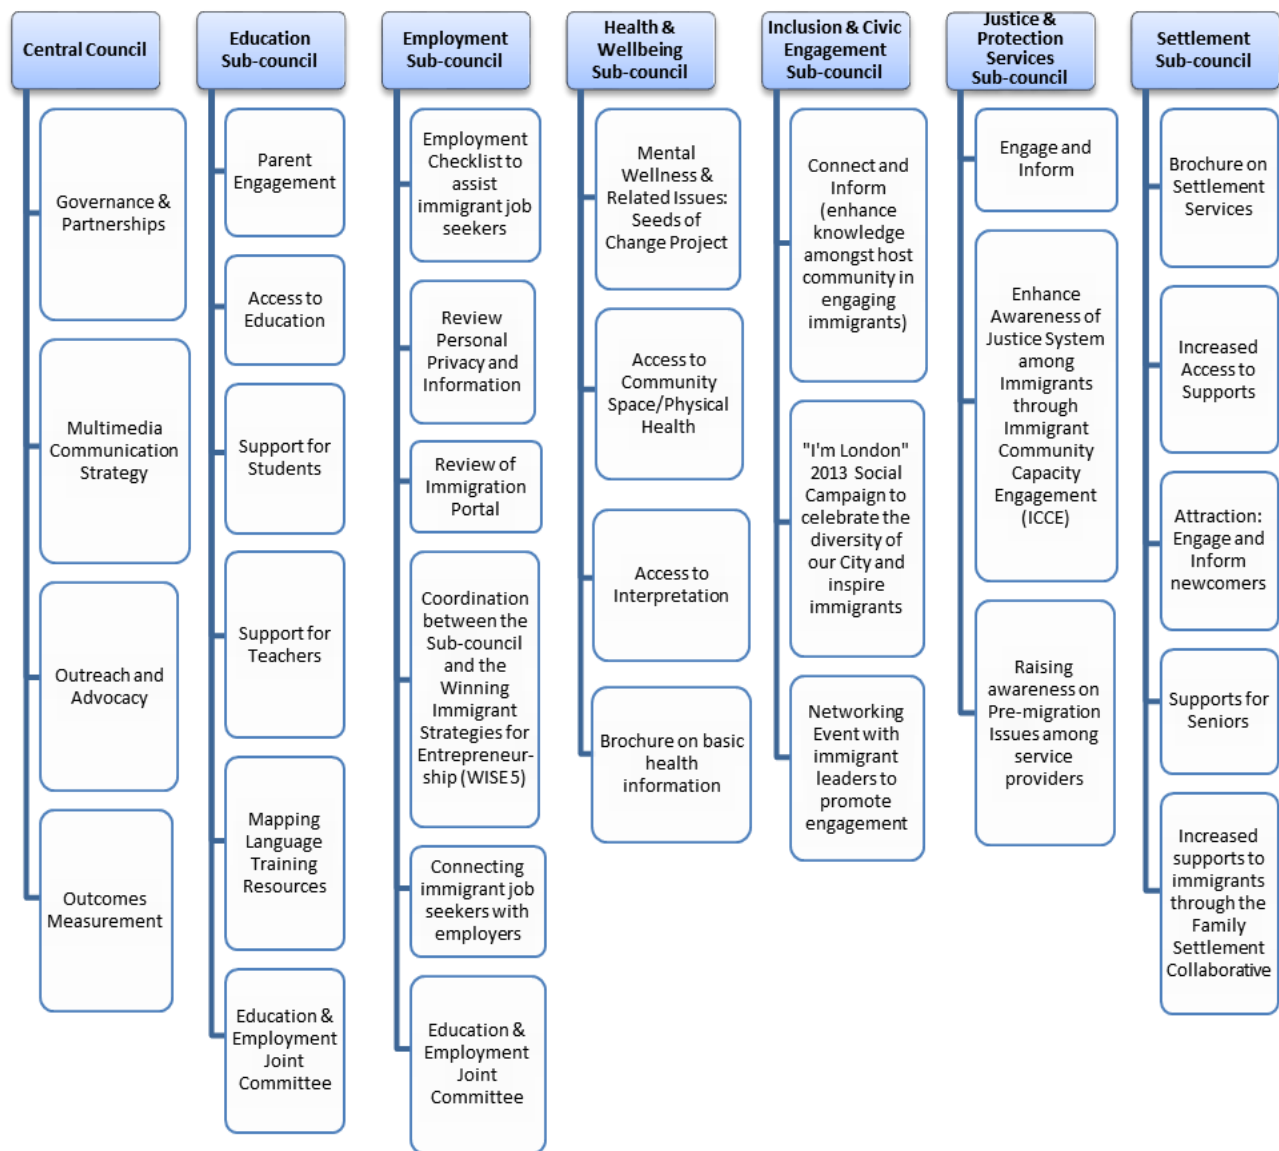 Central Council
Governance &
Partnerships
Multimedia
Communication
Strategy
Outreach and
Advocacy
Outcomes
Measurement
Education
Sub-council
Parent
Engagement
Access to
Education
Support for
Students
Support for
Teachers
Mapping
Language
Training
Resources
Education &
Employment
Joint
Committee
Employment
Sub-council
Employment
Checklist to
assist
immigrant job
seekers
Review
Personal
Privacy and
Information
Review of
Immigration
Portal
Coordination
between the
Sub-council
and the
Winning
Immigrant
Strategies for
Entrepreneur-
ship (WISE 5)
Connecting
immigrant job
seekers with
employers
Education &
Employment
Joint
Committee
Health &
Wellbeing
Sub-council
Mental
Wellness &
Related Issues:
Seeds of
Change Project
Access to
Community
Space/Physical
Health
Access to
Interpretation
Brochure on basic
health
information
Inclusion & Civic
Engagement
Sub-council
Connect and
Inform
(enhance
knowledge
amongst host
community in
engaging
immigrants)
"I'm London"
2013 Social
Campaign to
celebrate the
diversity of
our City and
inspire
immigrants
Networking
Event with
immigrant
leaders to
promote
engagement
Justice &
Protection
Services
Sub-council
Engage and
Inform
Enhance
Awareness of
Justice System
among
Immigrants
through
Immigrant
Community
Capacity
Engagement
(ICCE)
Raising
awareness on
Pre-migration
Issues among
service
providers
Settlement
Sub-council
Brochure on
Settlement
Services
Increased
Access to
Supports
Attraction:
Engage and
Inform
newcomers
Supports for
Seniors
Increased
supports to
immigrants
through the
Family
Settlement
Collaborative